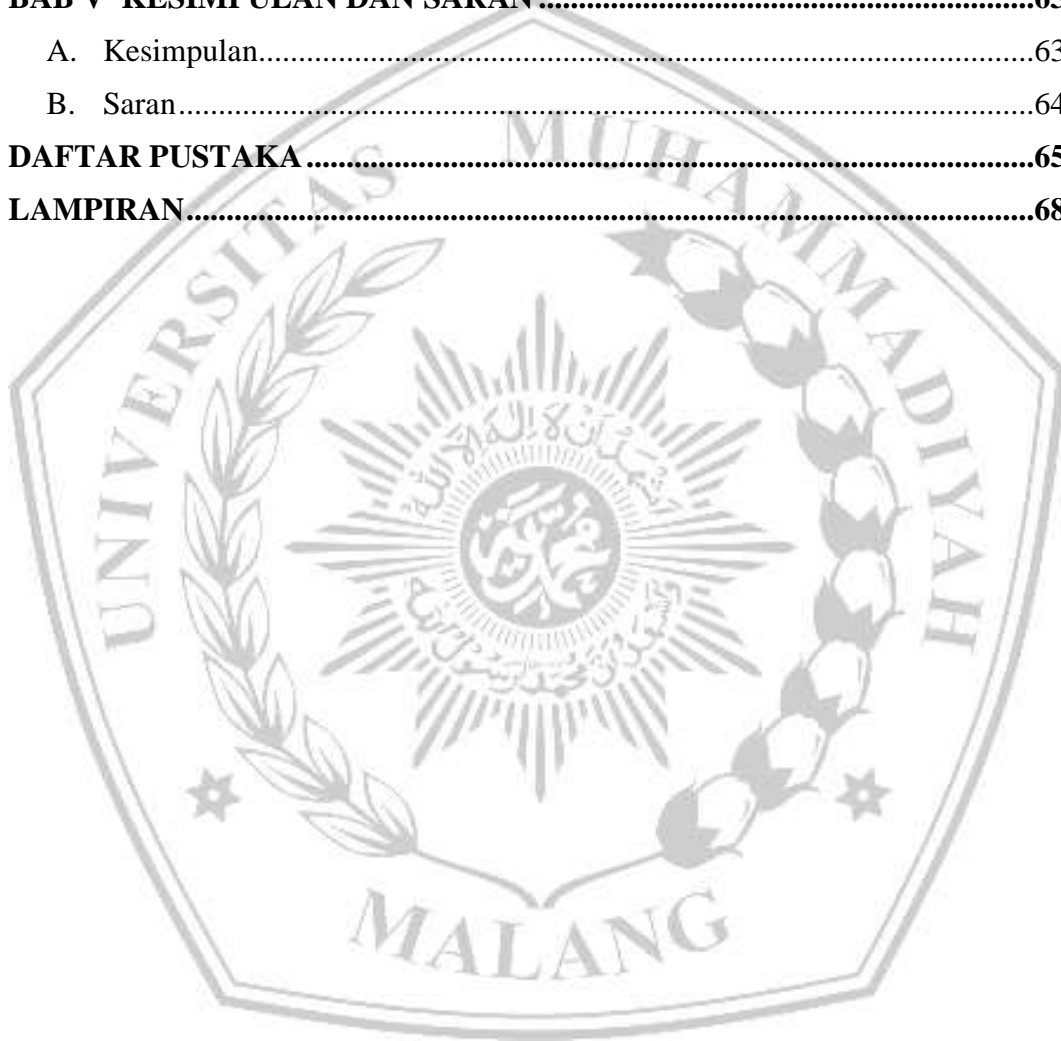 BAB V KESIMPULAN DAN SARAN....................................................................63
A. Kesimpulan....................................................................................63
B. Saran..............................................................................................64
DAFTAR PUSTAKA.............................................................................65
LAMPIRAN............................................................................................68
UNIVERSITAS MUHAMMADIYAH
MALANG